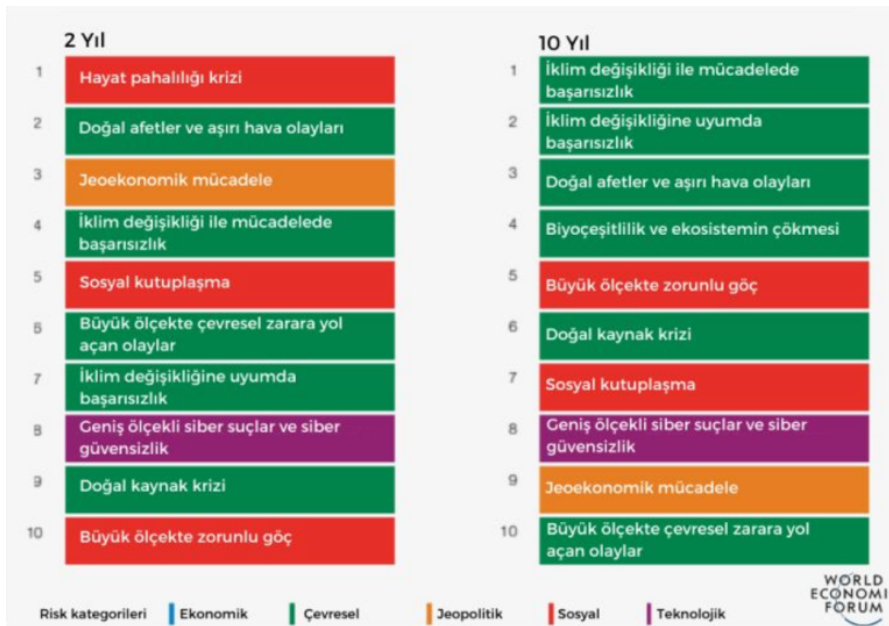 2 Yıl
1
Hayat pahalılığı krizi
2
Doğal afetler ve aşırı hava olayları
3
Jeoekonomik mücadele
4
İklim değişikliği ile mücadelede
başarısızlık
5
Sosyal kutuplaşma
6
Büyük ölçekte çevresel zarara yol
açan olaylar
7
İklim değişikliğine uyumda
başarısızlık
8
Geniş ölçekli siber suçlar ve siber
güvensizlik
9
Doğal kaynak krizi
10
Büyük ölçekte zorunlu göç
10 Yıl
1
İklim değişikliği ile mücadelede
başarısızlık
2
İklim değişikliğine uyumda
başarısızlık
3
Doğal afetler ve aşırı hava olayları
4
Biyoçeşitlilik ve ekosistemin çökmesi
5
Büyük ölçekte zorunlu göç
6
Doğal kaynak krizi
7
Sosyal kutuplaşma
8
Geniş ölçekli siber suçlar ve siber
güvensizlik
9
Jeoekonomik mücadele
10
Büyük ölçekte çevresel zarara yol
açan olaylar
Risk kategorileri Ekonomik Çevresel Jeopolitik Sosyal Teknolojik
WORLD
ECONOMI
FORUM